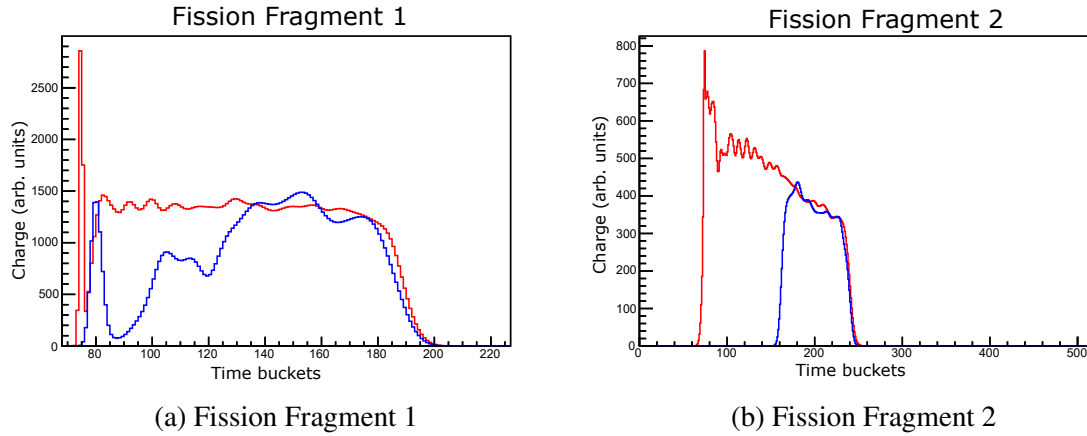 Fission Fragment 1
Charge (arb. units)
2500
2000
1500
1000
500
0
80 100 120 140 160 180 200 220
Time buckets
(a) Fission Fragment 1
Fission Fragment 2
Charge (arb. units)
800
700
600
500
400
300
200
100
0
0 100 200 300 400 500
Time buckets
(b) Fission Fragment 2